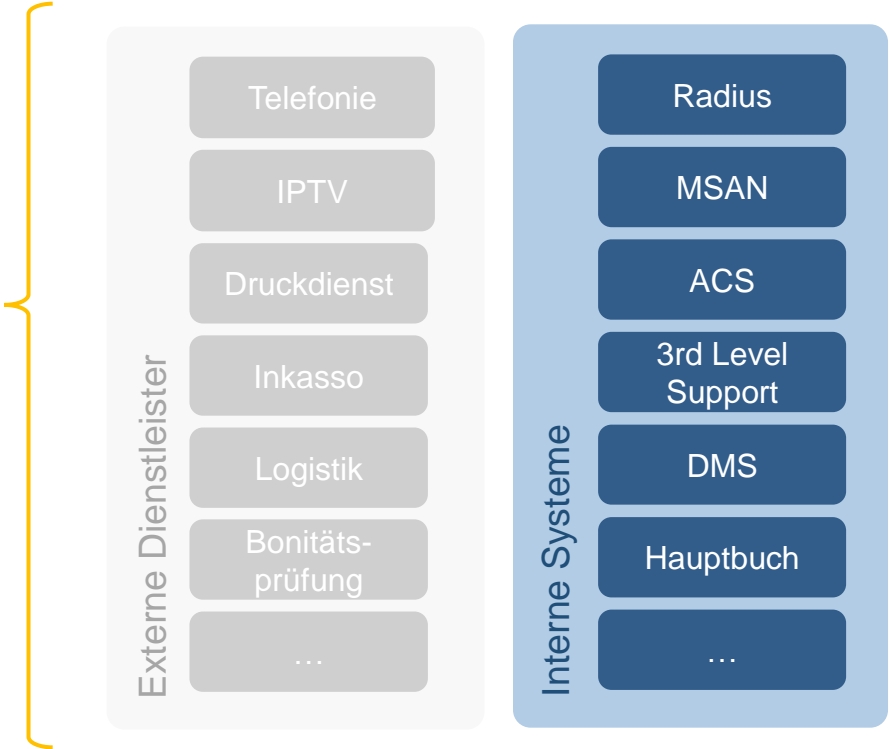 Externe Dienstleister
Telefonie
IPTV
Druckdienst
Inkasso
Logistik
Bonitäts-
prüfung
…
Interne Systeme
Radius
MSAN
ACS
3rd Level
Support
DMS
Hauptbuch
…